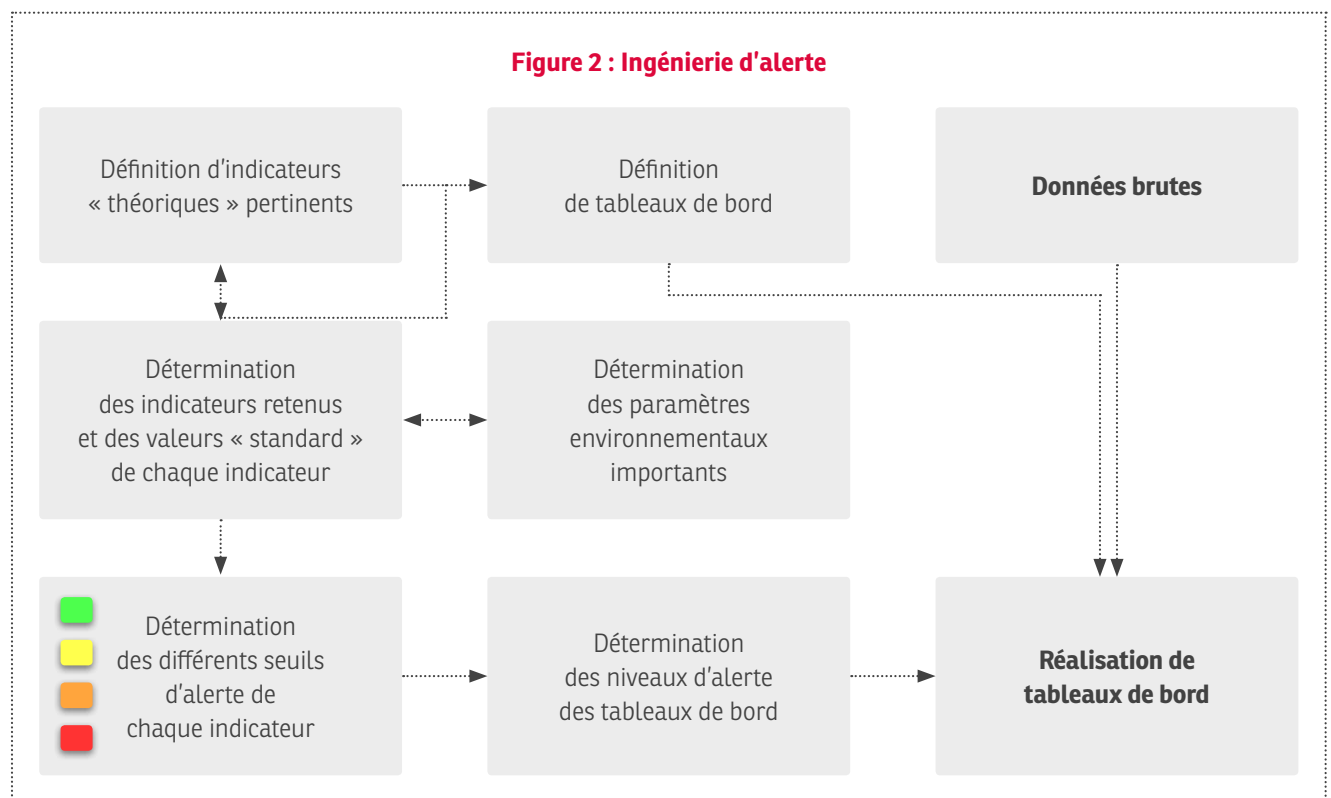 Figure 2 : Ingénierie d'alerte
Définition d'indicateurs
« théoriques » pertinents
Définition
de tableaux de bord
Données brutes
Détermination
des indicateurs retenus
et des valeurs « standard »
de chaque indicateur
Détermination
des paramètres
environnementaux
importants
Détermination
des différents seuils
d'alerte de
chaque indicateur
Détermination
des niveaux d'alerte
des tableaux de bord
Réalisation de
tableaux de bord